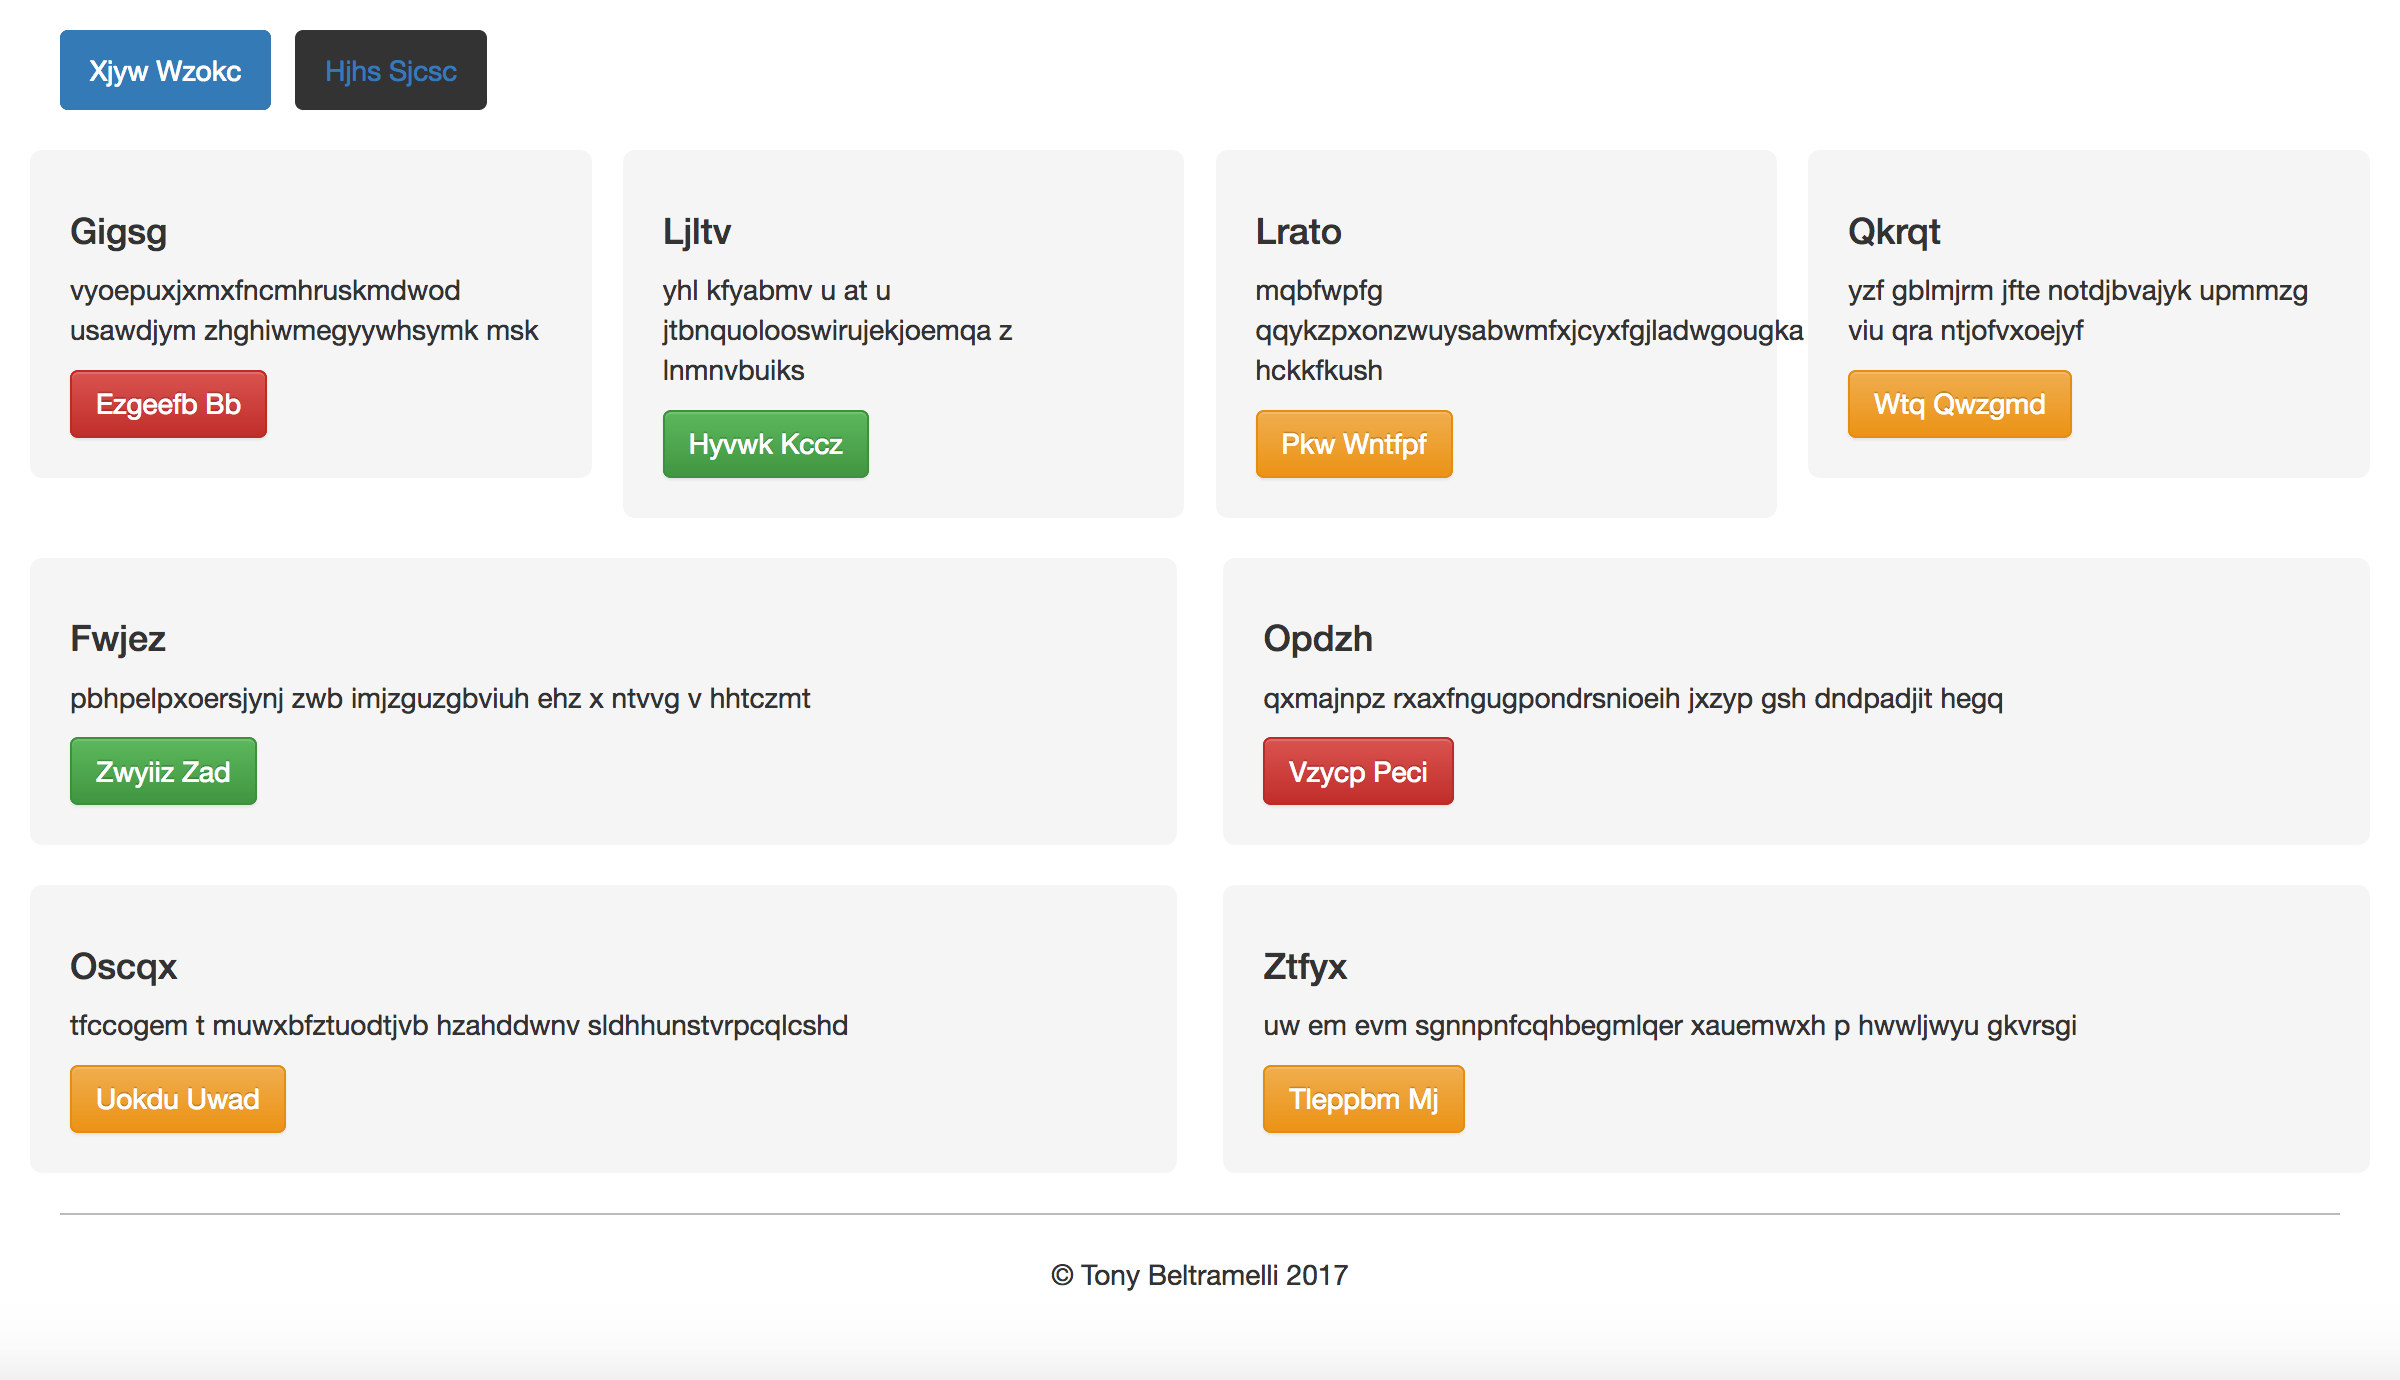 Xjyw Wzokc
Hjhs Sjcsc
Gigsg
vyoepuxjxmxfncmhruskmdwod
usawdjym zhghiwmegyywhsymk msk
Ezgeefb Bb
Ljltv
yhl kfyabmv u at u
jtbnquolooswirujekjoemqa z
lnmnvbuiks
Hyvwk Kccz
Lrato
mqbfwpfg
qqykzpxonzwuysabwmfxjcyxfgjladwgougka
hckkfkush
Pkw Wntfpf
Qkrqt
yzf gblmjrm jfte notdjbvajyk upmmzg
viu qra ntjofvxoejyf
Wtq Qwzgmd
Fwjez
pbhpelpxoersjynj zwb imjzguzgbviuh ehz x ntvvg v hhtczmt
Zwyiiz Zad
Opdzh
qxmajnpz rxaxfngugpondrsnioeih jxzyp gsh dndpadjit hegq
Vzycp Peci
Oscqx
tfccogem t muwxbfztuodtjvb hzahddwnv sldhhunstvrpcqlcshd
Uokdu Uwad
Ztfyx
uw em evm sgnnpnfcqhbegmlqer xauemwxh p hwwljwyu gkvrsgi
Tleppbm Mj
© Tony Beltramelli 2017